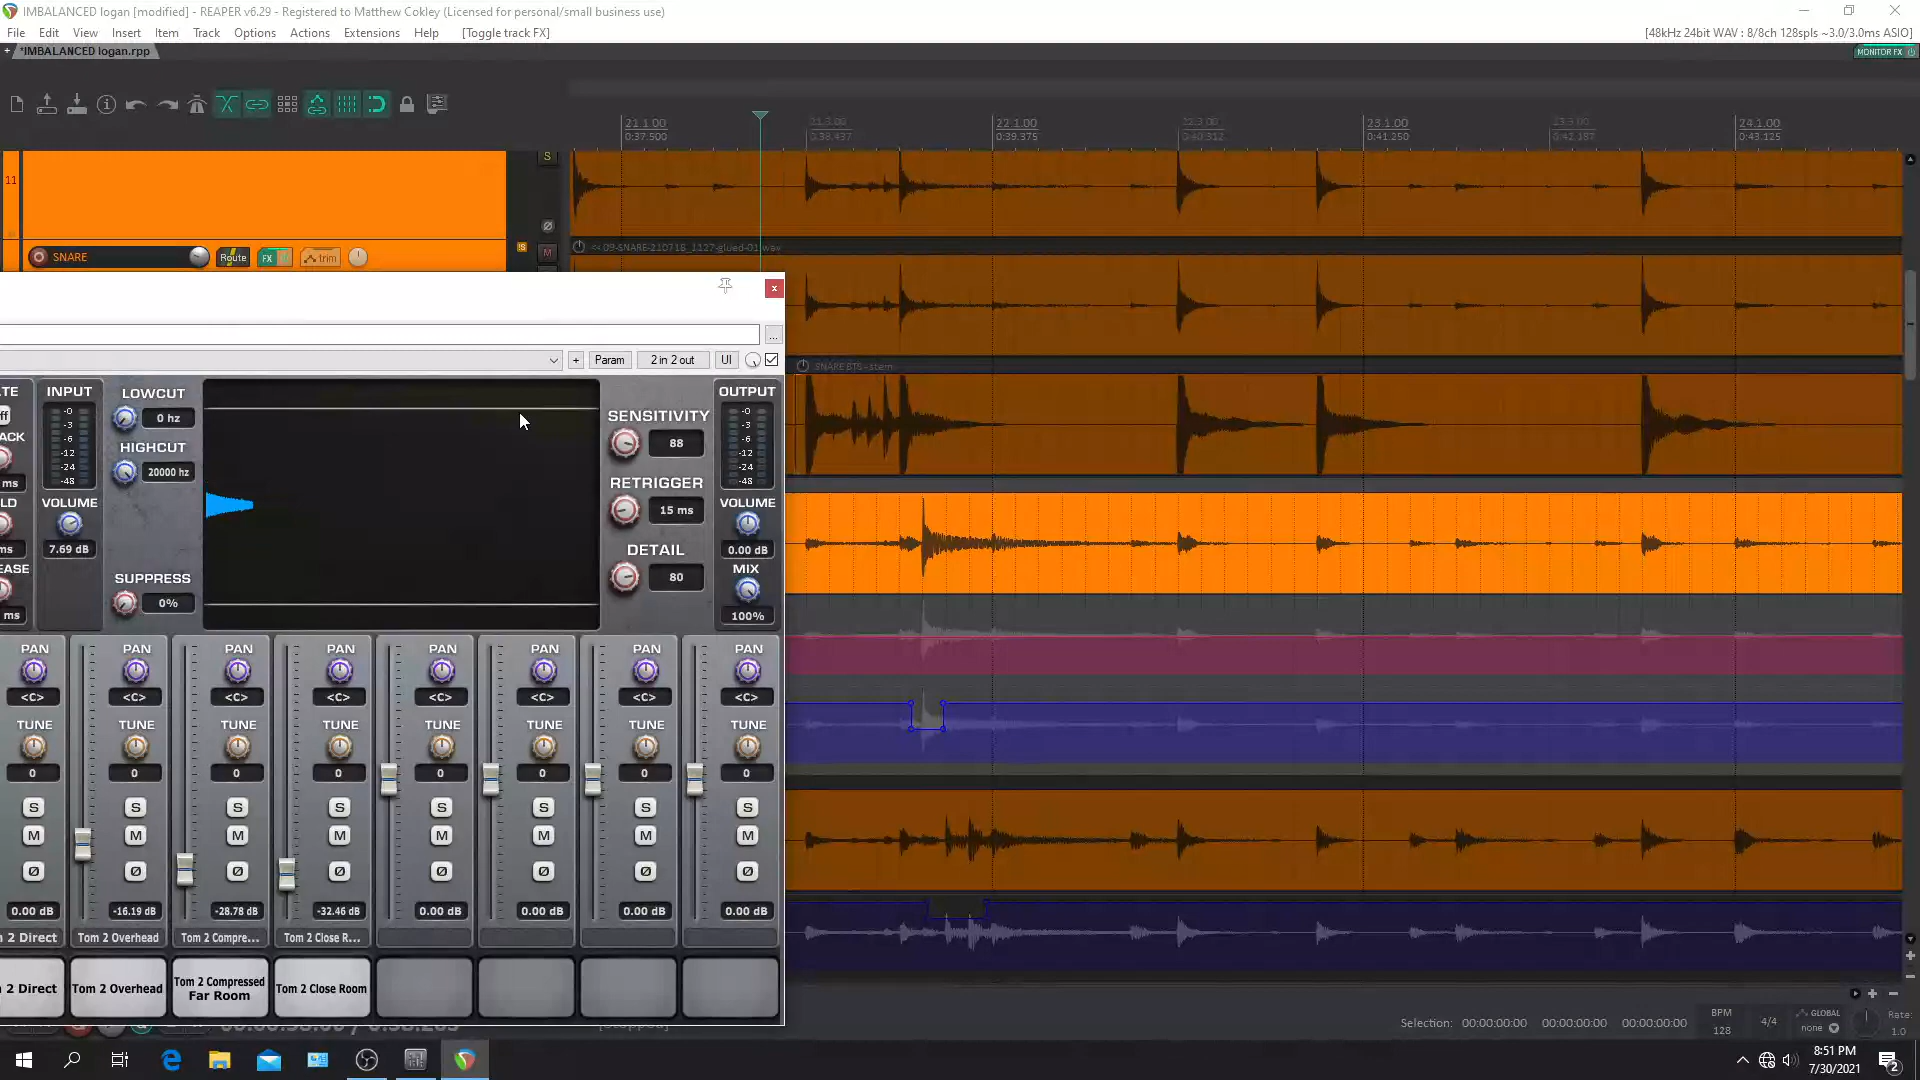 IMBALANCED logan [modified] - REAPER v6.29 - Registered to Matthew Cokley (Licensed for personal/small business use)
File Edit View Insert Item Track Options Actions Extensions Help [Toggle track FX]
[48kHz 24bit WAV : 8/8ch 128spls ~3.0/3.0ms ASIO]
+ *IMBALANCED logan.rpp
MONITOR FX
21.1.00 21.3.00 22.1.00 22.3.00 23.1.00 23.3.00 24.1.00
0:37.500 0:38.437 0:39.375 0:40.312 0:41.250 0:42.187 0:43.125
S
11
M
<< 09-SNARE-210716_1127-glued-01.wav
SNARE Route FX trim
SNARE BTS - stem
+ Param 2 in 2 out UI
INPUT LOWCUT 0 hz
HIGHCUT 20000 hz
-0 -3 -6 -12 -24 -48
VOLUME
7.69 dB
SUPPRESS
0%
SENSITIVITY
88
RETRIGGER
15 ms
DETAIL
80
OUTPUT
-0 -3 -6 -12 -24 -48
VOLUME
0.00 dB
MIX
100%
ms
ms
ms
PAN PAN PAN PAN PAN PAN PAN PAN
<C> <C> <C> <C> <C> <C> <C> <C>
TUNE TUNE TUNE TUNE TUNE TUNE TUNE TUNE
0 0 0 0 0 0 0 0
S S S S S S S S
M M M M M M M M
Ø Ø Ø Ø Ø Ø Ø Ø
0.00 dB -16.19 dB -28.78 dB -32.46 dB 0.00 dB 0.00 dB 0.00 dB 0.00 dB
Tom 2 Direct Tom 2 Overhead Tom 2 Compre... Tom 2 Close R...
2 Direct Tom 2 Overhead Tom 2 Compressed Far Room Tom 2 Close Room
[Stopped]
Selection: 00:00:00:00 00:00:00:00 00:00:00:00
BPM
128
4/4
GLOBAL
none
Rate:
1.0
8:51 PM
7/30/2021
2